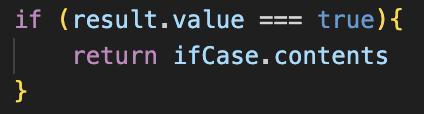 if (result.value === true){
    return ifCase.contents
}